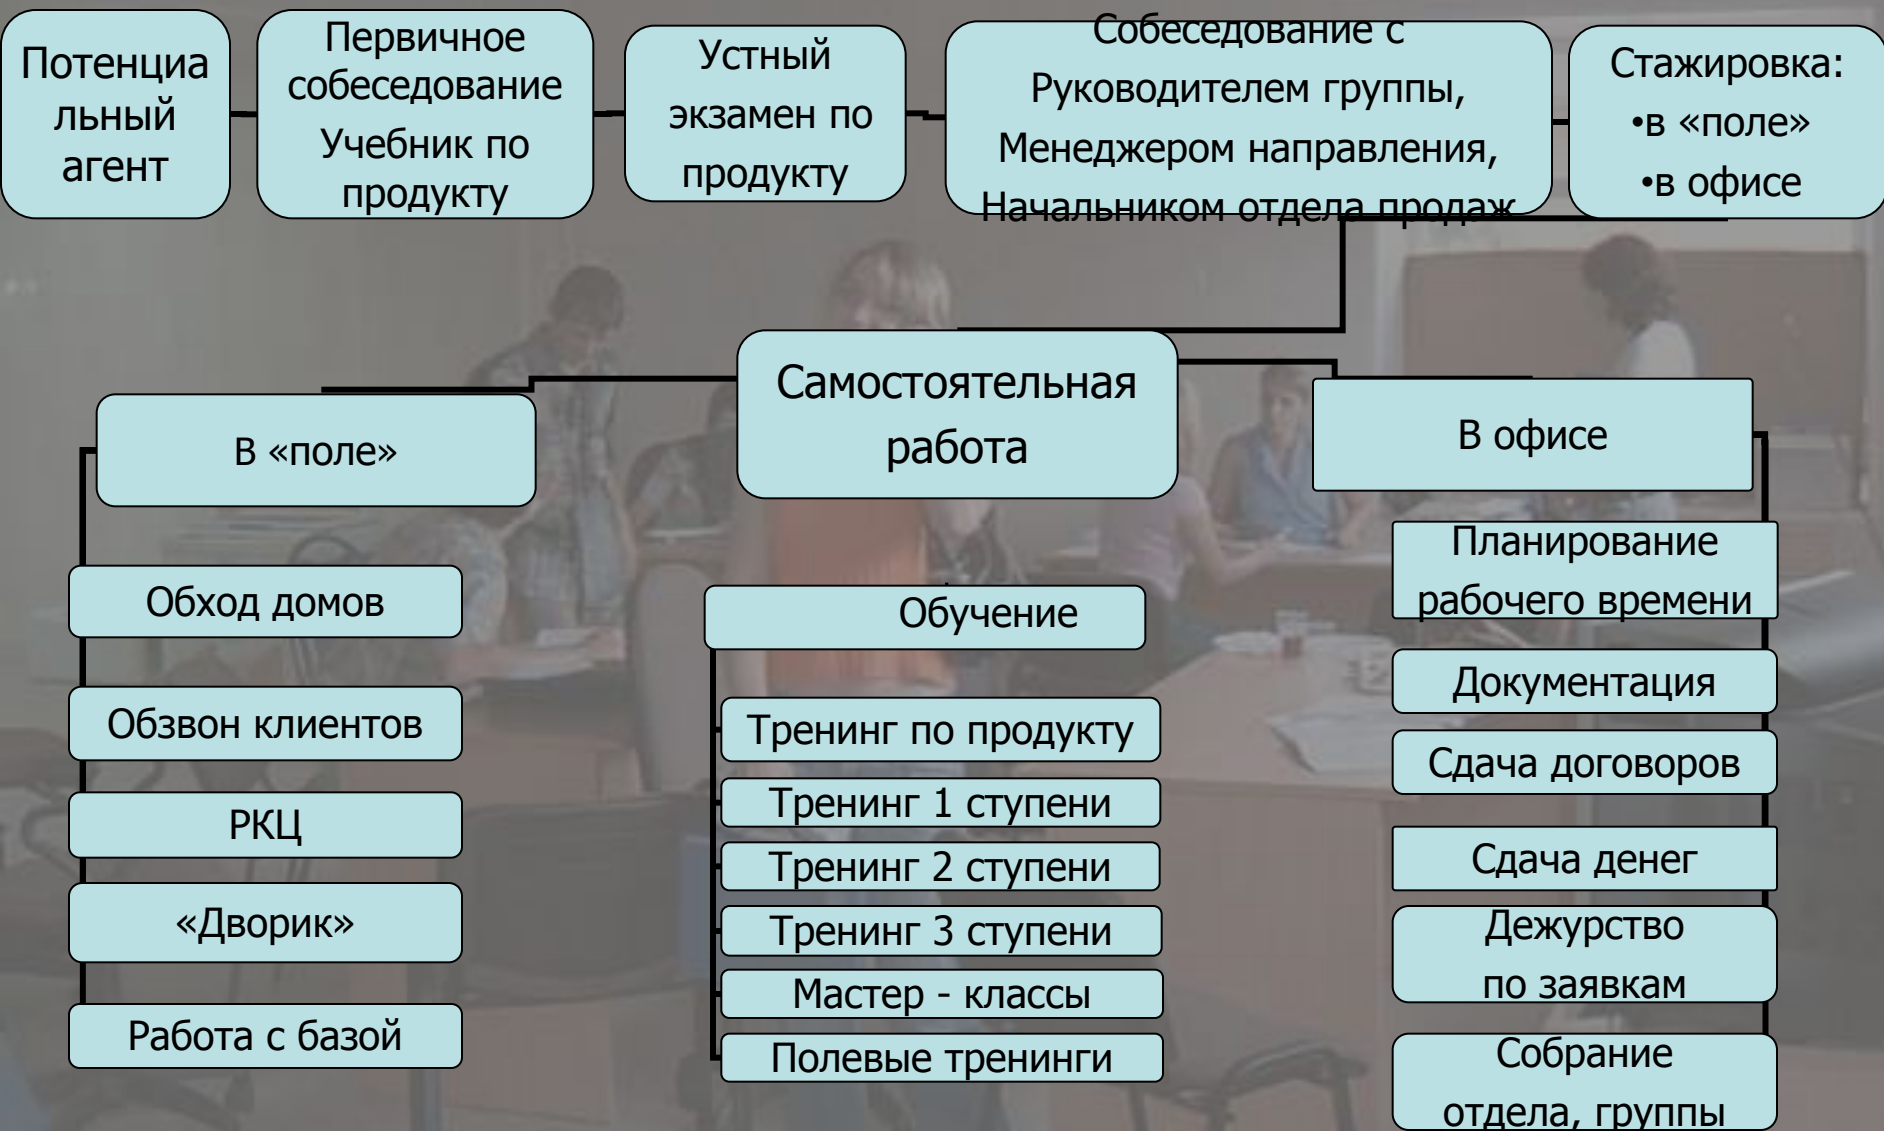 Потенциа
льный
агент
Первичное
собеседование
Учебник по
продукту
Устный
экзамен по
продукту
Собеседование с
Руководителем группы,
Менеджером направления,
Начальником отдела продаж
Стажировка:
•в «поле»
•в офисе
Самостоятельная
работа
В «поле»
Обход домов
Обзвон клиентов
РКЦ
«Дворик»
Работа с базой
Обучение
Тренинг по продукту
Тренинг 1 ступени
Тренинг 2 ступени
Тренинг 3 ступени
Мастер - классы
Полевые тренинги
В офисе
Планирование
рабочего времени
Документация
Сдача договоров
Сдача денег
Дежурство
по заявкам
Собрание
отдела, группы